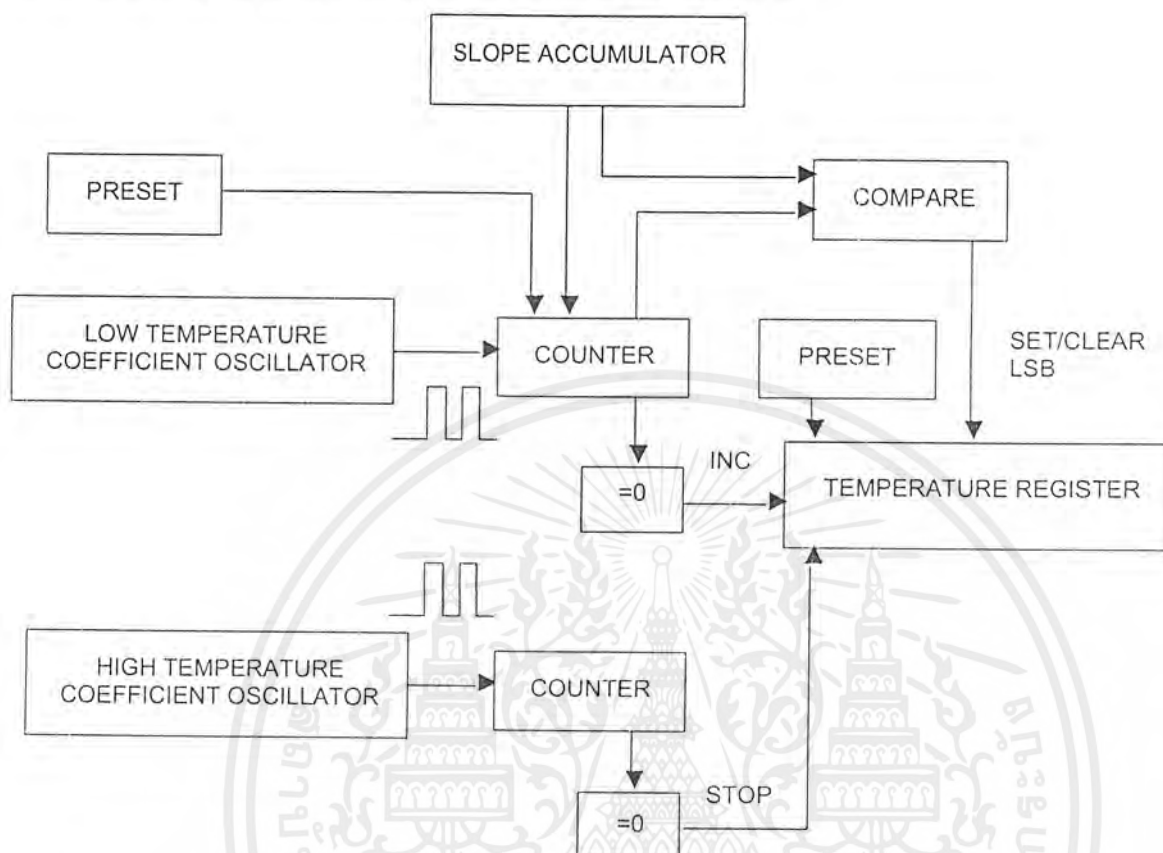 SLOPE ACCUMULATOR
PRESET
COMPARE
LOW TEMPERATURE
COEFFICIENT OSCILLATOR
COUNTER
PRESET
SET/CLEAR
LSB
=0
INC
TEMPERATURE REGISTER
HIGH TEMPERATURE
COEFFICIENT OSCILLATOR
COUNTER
=0
STOP